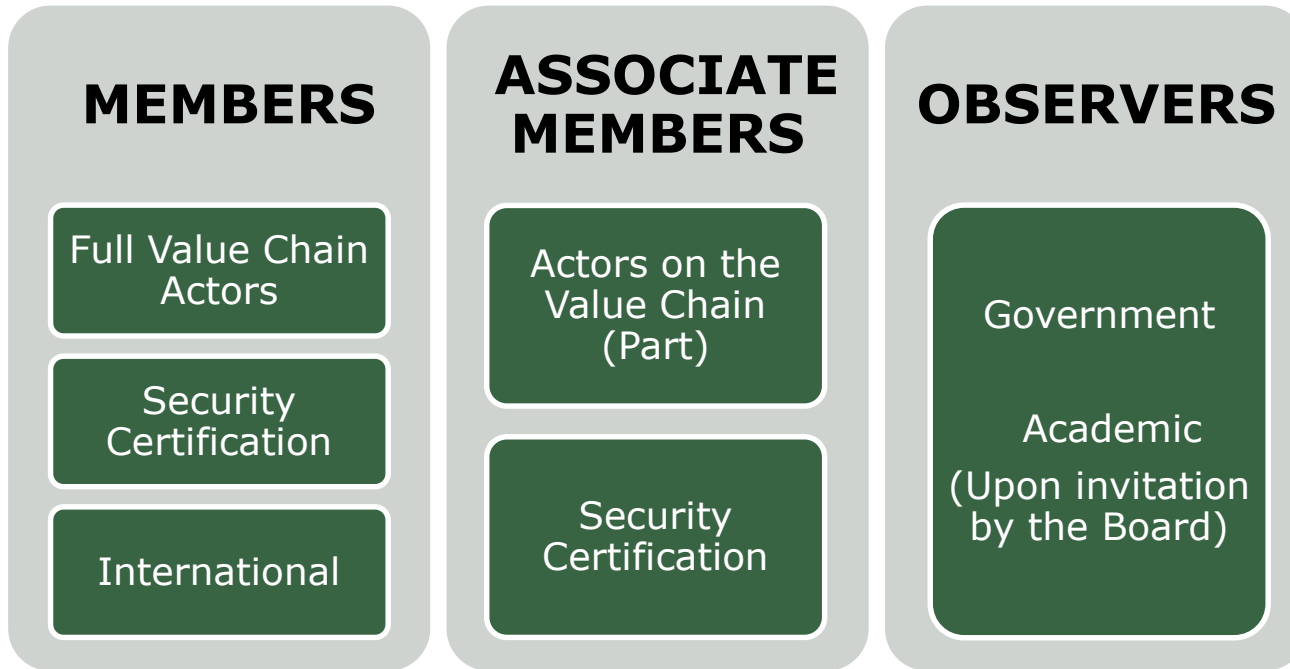 MEMBERS
Full Value Chain
Actors
Security
Certification
International
ASSOCIATE
MEMBERS
Actors on the
Value Chain
(Part)
Security
Certification
OBSERVERS
Government
Academic
(Upon invitation
by the Board)